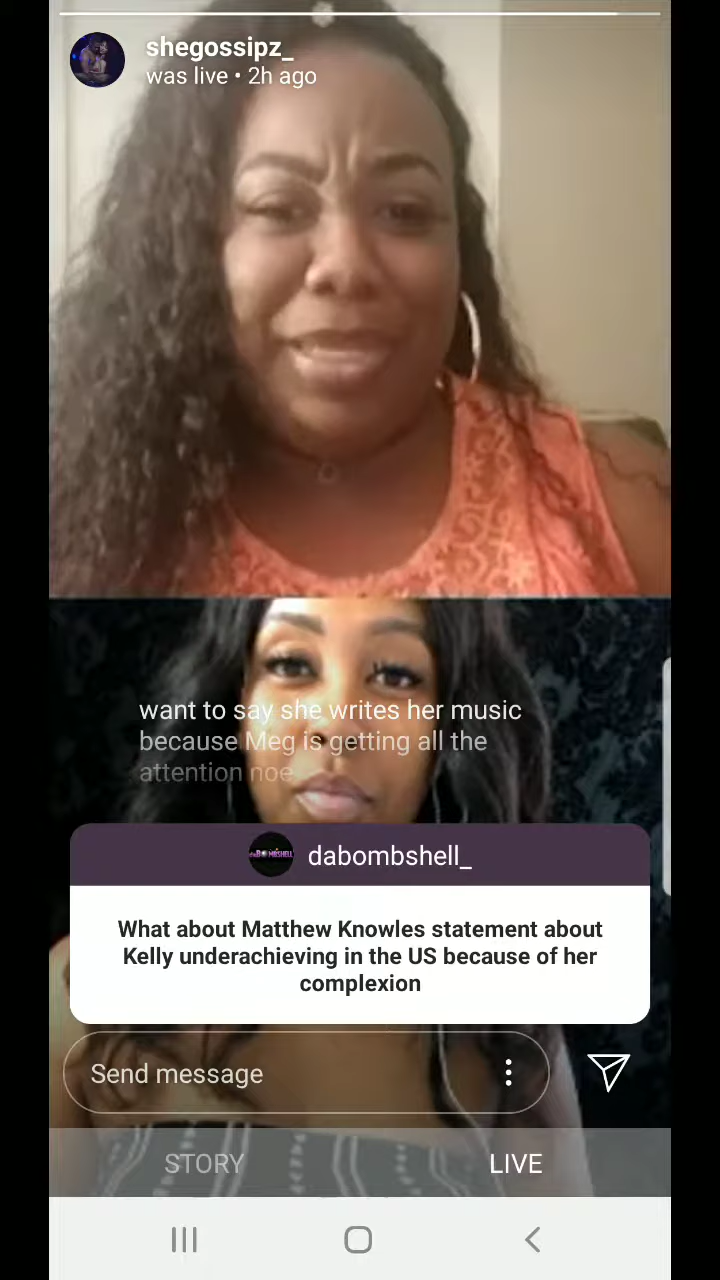 shegossipz_
was live • 2h ago
want to say she writes her music
because Meg is getting all the
attention noe
daBOMBSHELL
dabombshell_
What about Matthew Knowles statement about
Kelly underachieving in the US because of her
complexion
Send message
STORY
LIVE